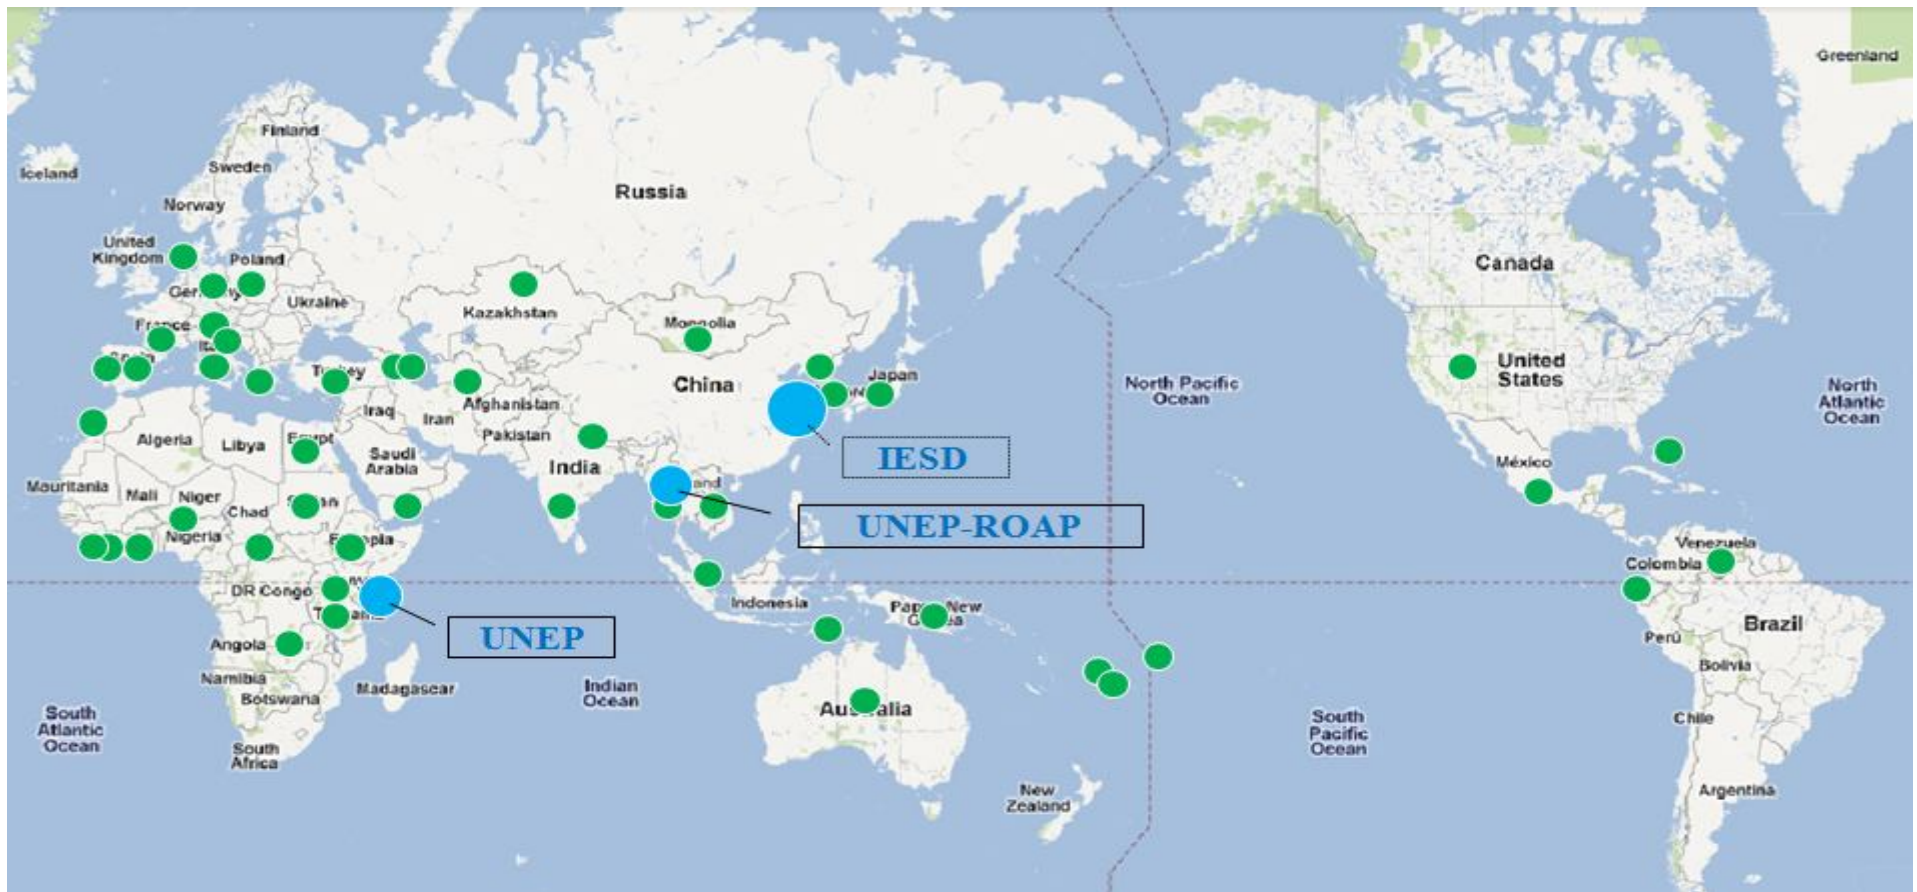 Greenland
Finland
Iceland
Sweden
Russia
Norway
United
Kingdom
Poland
Canada
Ukraine
Kazakhstan
France
Mongolia
Japan
China
United
States
North Pacific
Ocean
North
Atlantic
Ocean
Turkey
Afghanistan
Iraq
Iran
Algeria
Libya
Egypt
Pakistan
Saudi
Arabia
India
IESD
México
Mauritania
Mali
Niger
Chad
UNEP-ROAP
Nigeria
Venezuela
Colombia
DR Congo
Indonesia
UNEP
Angola
Perú
Brazil
Bolivia
Namibia
Botswana
Madagascar
Indian
Ocean
South
Atlantic
Ocean
South
Pacific
Ocean
Chile
South
Africa
New
Zealand
Argentina